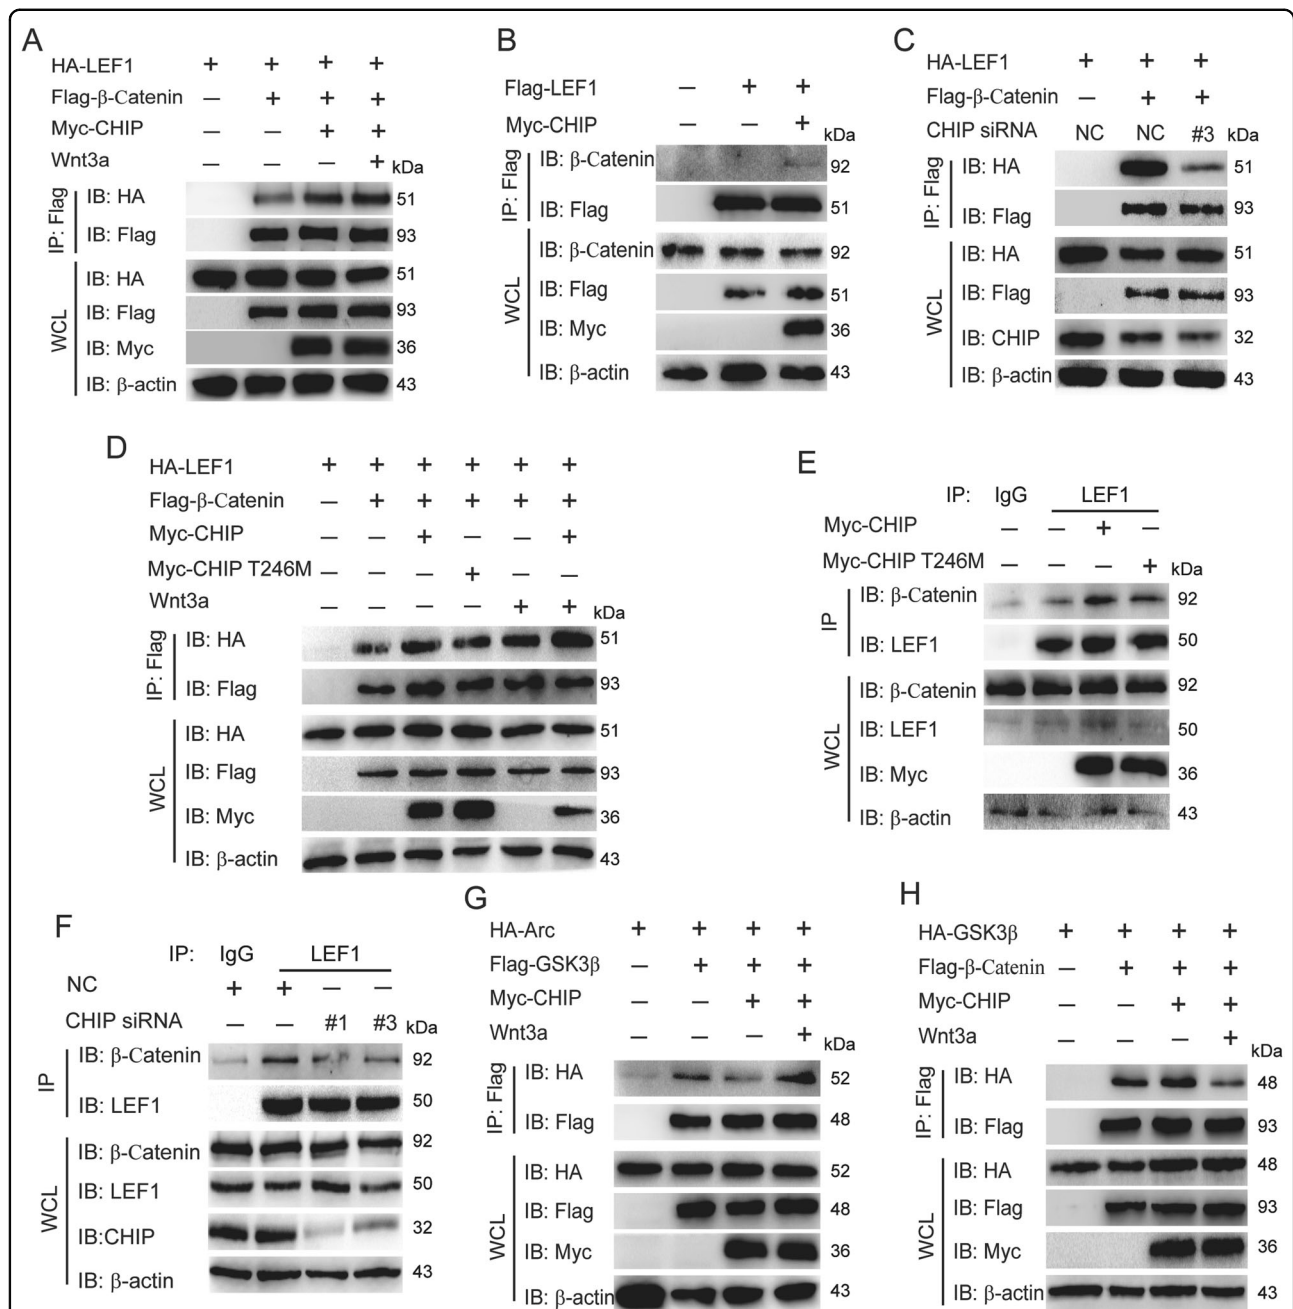 A
HA-LEF1 + + + +
Flag-β-Catenin — + + +
Myc-CHIP — — + +
Wnt3a — — — + kDa
IP: Flag
IB: HA 51
IB: Flag 93
WCL
IB: HA 51
IB: Flag 93
IB: Myc 36
IB: β-actin 43
B
Flag-LEF1 — + +
Myc-CHIP — — + kDa
IP: Flag
IB: β-Catenin 92
IB: Flag 51
WCL
IB: β-Catenin 92
IB: Flag 51
IB: Myc 36
IB: β-actin 43
C
HA-LEF1 + + +
Flag-β-Catenin — + +
CHIP siRNA NC NC #3 kDa
IP: Flag
IB: HA 51
IB: Flag 93
WCL
IB: HA 51
IB: Flag 93
IB: CHIP 32
IB: β-actin 43
D
HA-LEF1 + + + + + +
Flag-β-Catenin — + + + + +
Myc-CHIP — — + — — +
Myc-CHIP T246M — — — + — —
Wnt3a — — — — + + kDa
IP: Flag
IB: HA 51
IB: Flag 93
WCL
IB: HA 51
IB: Flag 93
IB: Myc 36
IB: β-actin 43
E
IP: IgG LEF1
Myc-CHIP — — + —
Myc-CHIP T246M — — — + kDa
IP
IB: β-Catenin 92
IB: LEF1 50
WCL
IB: β-Catenin 92
IB: LEF1 50
IB: Myc 36
IB: β-actin 43
F
IP: IgG LEF1
NC + + — —
CHIP siRNA — — #1 #3 kDa
IP
IB: β-Catenin 92
IB: LEF1 50
WCL
IB: β-Catenin 92
IB: LEF1 50
IB:CHIP 32
IB: β-actin 43
G
HA-Arc + + + +
Flag-GSK3β — + + +
Myc-CHIP — — + +
Wnt3a — — — + kDa
IP: Flag
IB: HA 52
IB: Flag 48
WCL
IB: HA 52
IB: Flag 48
IB: Myc 36
IB: β-actin 43
H
HA-GSK3β + + + +
Flag-β-Catenin — + + +
Myc-CHIP — — + +
Wnt3a — — — + kDa
IP: Flag
IB: HA 48
IB: Flag 93
WCL
IB: HA 48
IB: Flag 93
IB: Myc 36
IB: β-actin 43